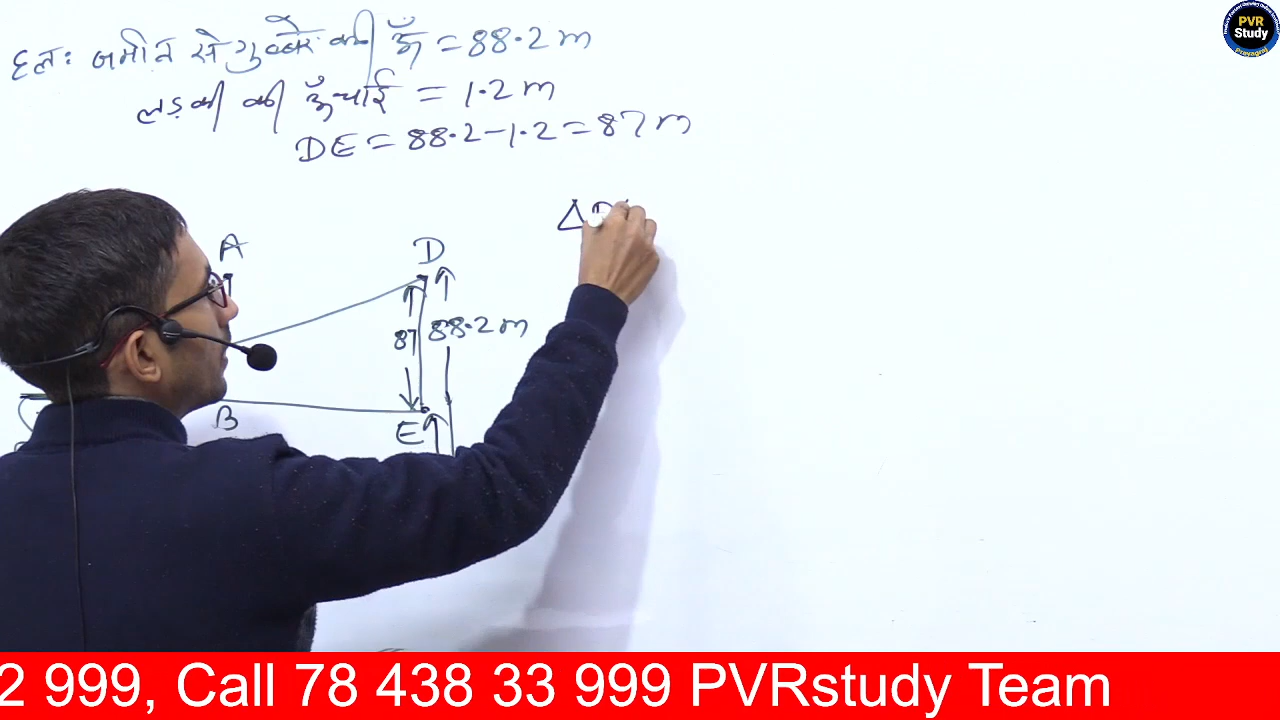 हलः जमीन से गुब्बारे की ऊँ = 88.2 m
लड़की की ऊँचाई = 1.2 m
DE = 88.2 - 1.2 = 87 m
A
D
Δ D
87
88.2 m
B
E
PVR
Study
Prayagraj
2 999, Call 78 438 33 999 PVRstudy Team